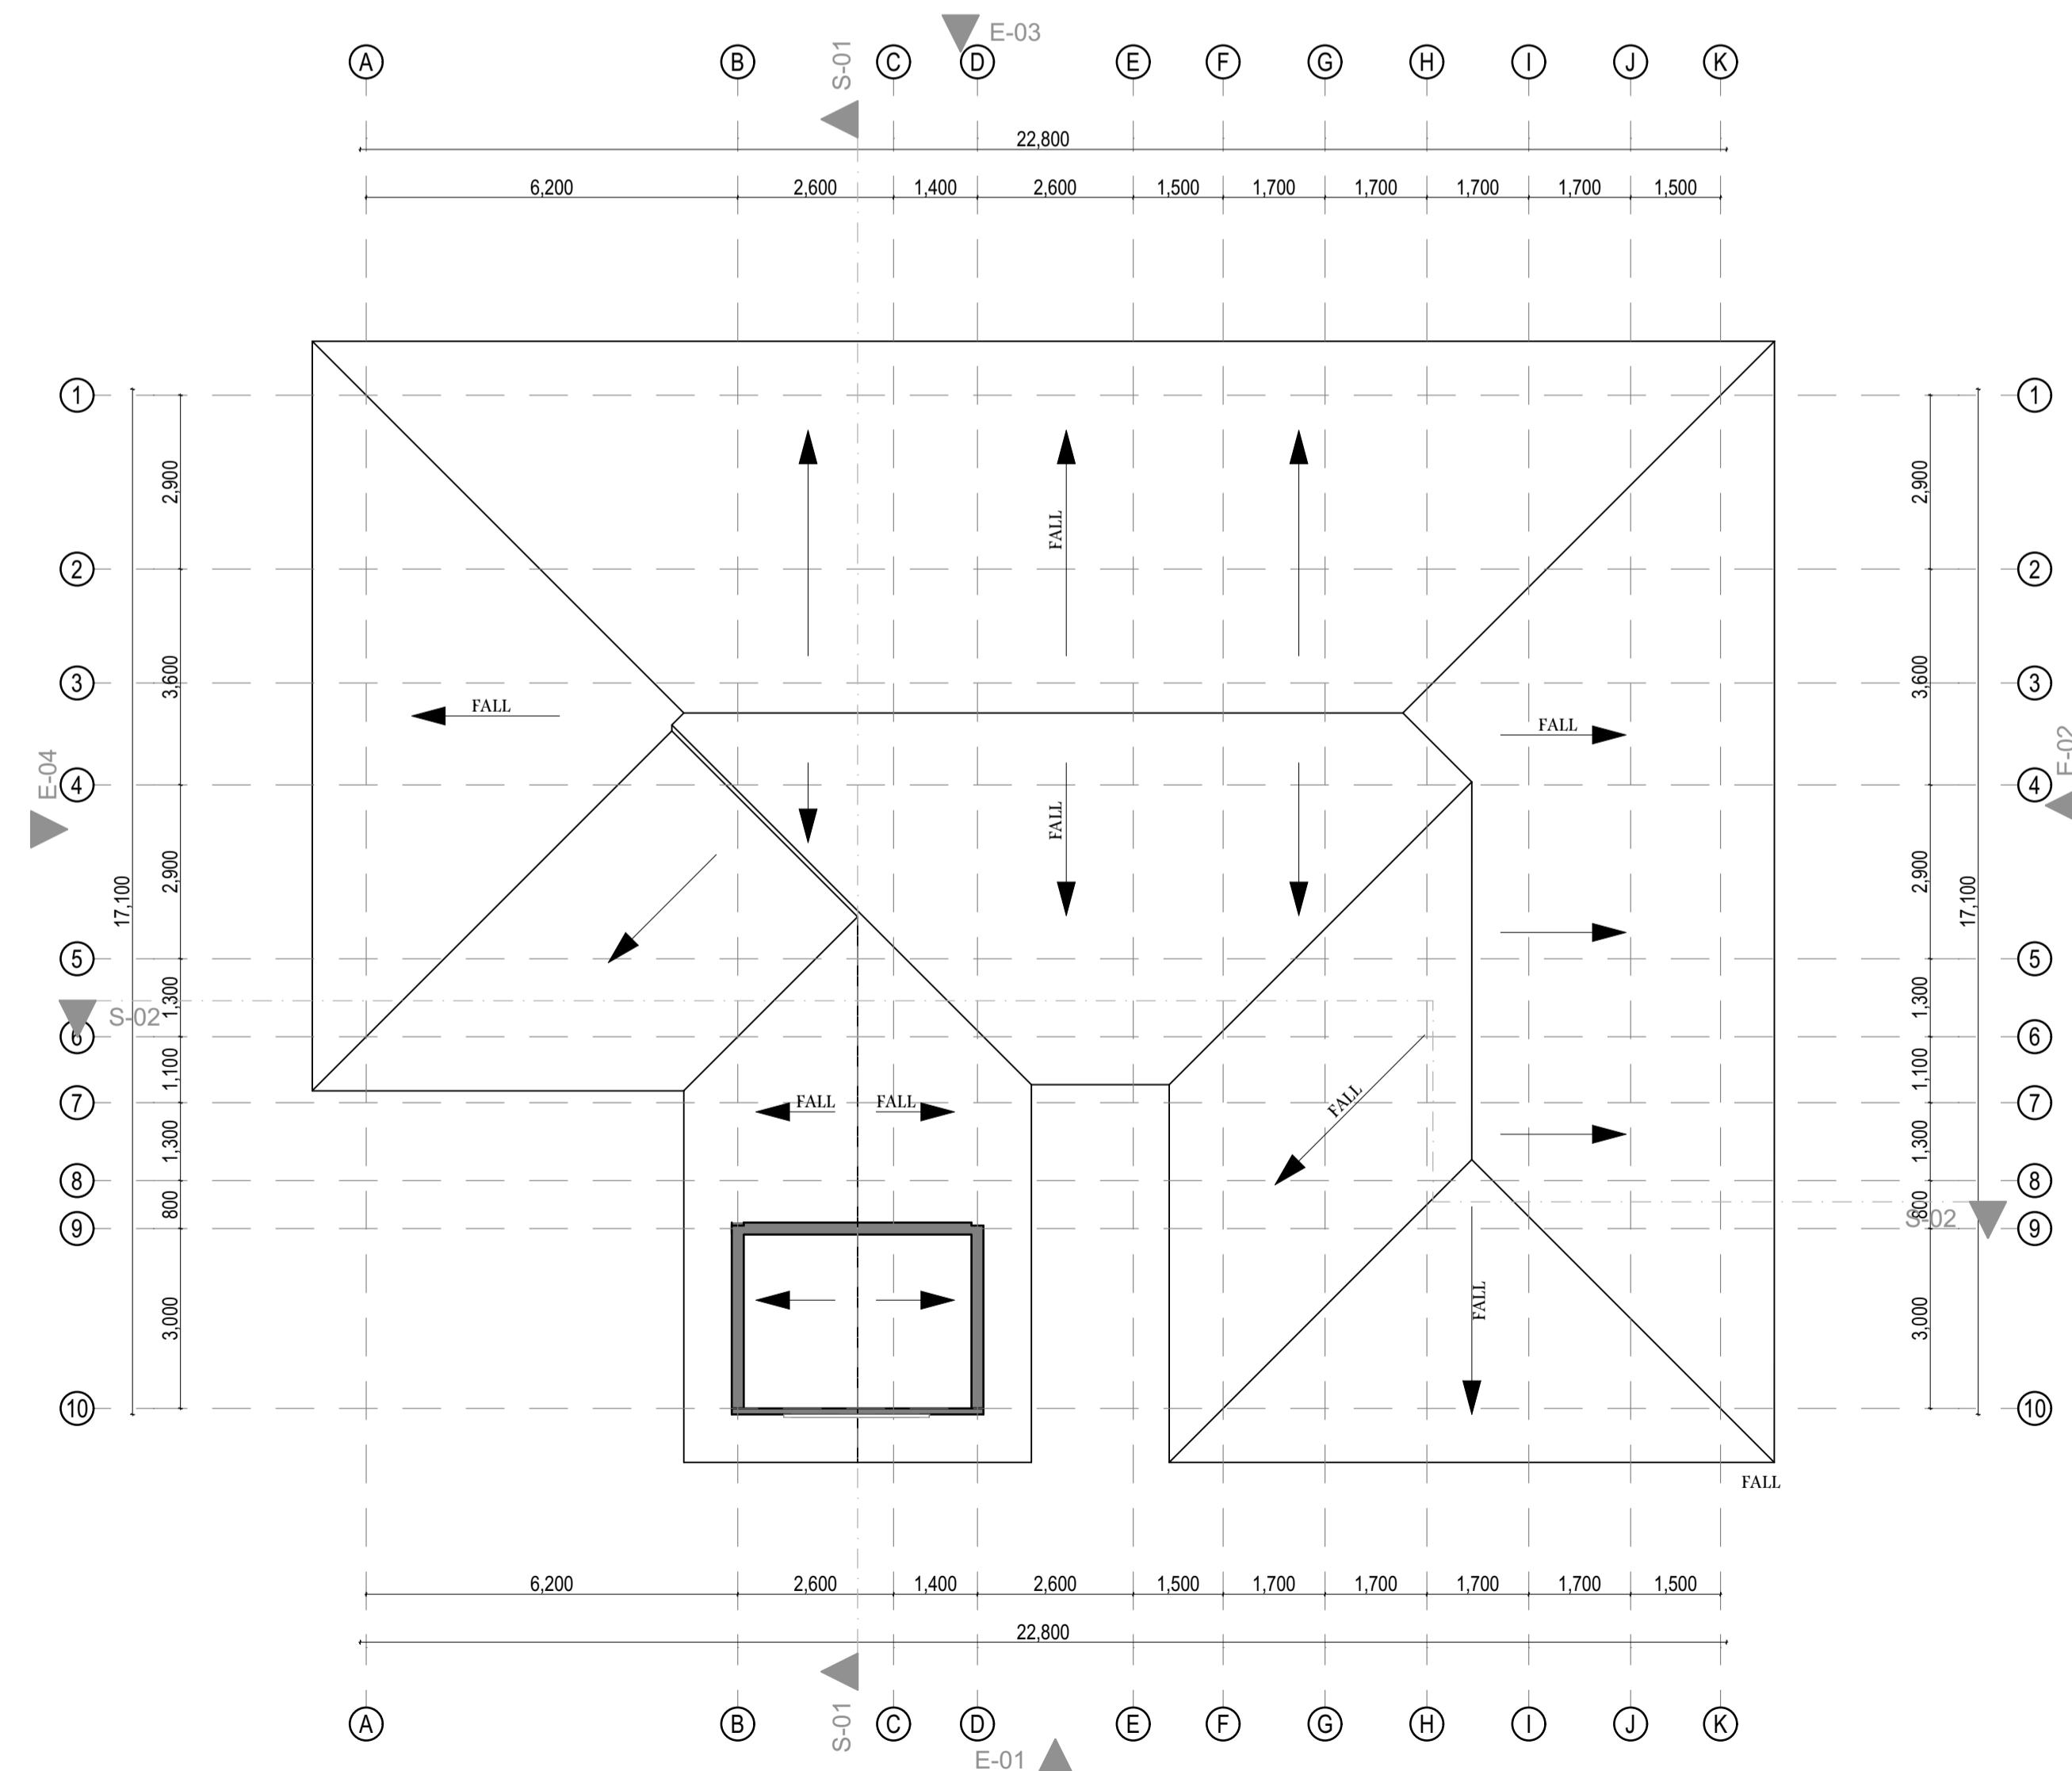 E-03
S-01
A B C D E F G H I J K
22,800
6,200 2,600 1,400 2,600 1,500 1,700 1,700 1,700 1,700 1,500
1 1
2,900 2,900
FALL
2 2
3,600 3,600
3 3
FALL FALL
E-04 E-02
4 4
FALL
2,900 2,900
17,100 17,100
5 5
1,300 1,300
S-02
6 6
1,100 1,100
FALL FALL FALL
7 7
1,300 1,300
8 8
800 800
S-02
9 9
3,000 3,000
FALL
10 10
FALL
6,200 2,600 1,400 2,600 1,500 1,700 1,700 1,700 1,700 1,500
22,800
S-01
A B C D E F G H I J K
E-01